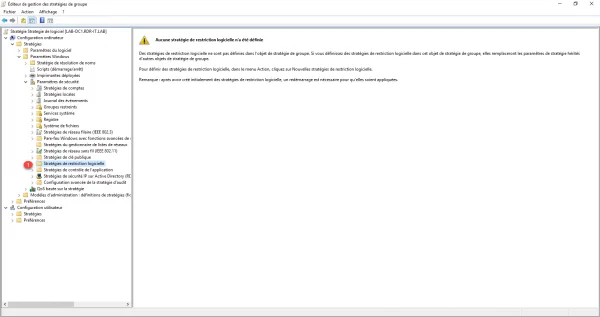 Éditeur de gestion des stratégies de groupe
Fichier Action Affichage ?
Stratégie Stratégie de logiciel [LAB-DC1.RDR-IT.LAB]
Configuration ordinateur
Stratégies
Paramètres du logiciel
Paramètres Windows
Stratégie de résolution de noms
Scripts (démarrage/arrêt)
Imprimantes déployées
Paramètres de sécurité
Stratégies de comptes
Stratégies locales
Journal des événements
Groupes restreints
Services système
Registre
Système de fichiers
Stratégies de réseau filaire (IEEE 802.3)
Pare-feu Windows avec fonctions avancées de
Stratégies du gestionnaire de listes de réseaux
Stratégies de réseau sans fil (IEEE 802.11)
Stratégies de clé publique
1 Stratégies de restriction logicielle
Stratégies de contrôle de l'application
Stratégies de sécurité IP sur Active Directory (RD
Configuration avancée de la stratégie d'audit
QoS basée sur la stratégie
Modèles d'administration : définitions de stratégies (fic
Préférences
Configuration utilisateur
Stratégies
Préférences
Aucune stratégie de restriction logicielle n'a été définie
Des stratégies de restriction logicielle ne sont pas définies dans l'objet de stratégie de groupe. Si vous définissez des stratégies de restriction logicielle dans cet objet de stratégie de groupe, elles remplaceront les paramètres de stratégie hérités
d'autres objets de stratégie de groupe.
Pour définir des stratégies de restriction logicielle, dans le menu Action, cliquez sur Nouvelles stratégies de restriction logicielle.
Remarque : après avoir créé initialement des stratégies de restriction logicielle, un redémarrage est nécessaire pour qu'elles soient appliquées.